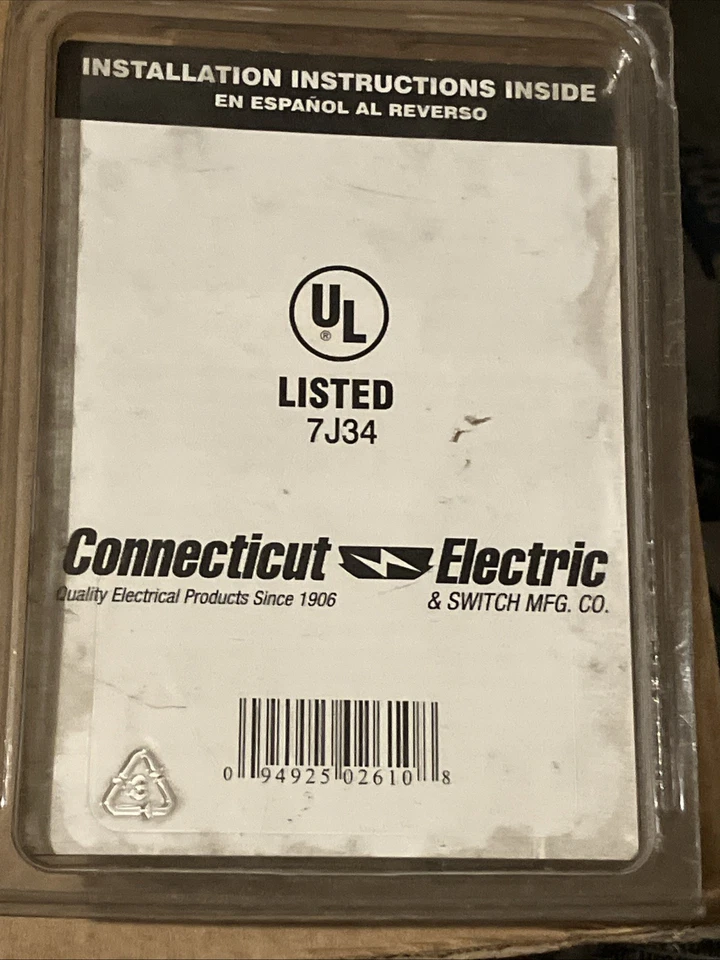 INSTALLATION INSTRUCTIONS INSIDE
EN ESPAÑOL AL REVERSO
UL
®
LISTED
7J34
Connecticut Electric
Quality Electrical Products Since 1906 & SWITCH MFG. CO.
3
0 94925 02610 8